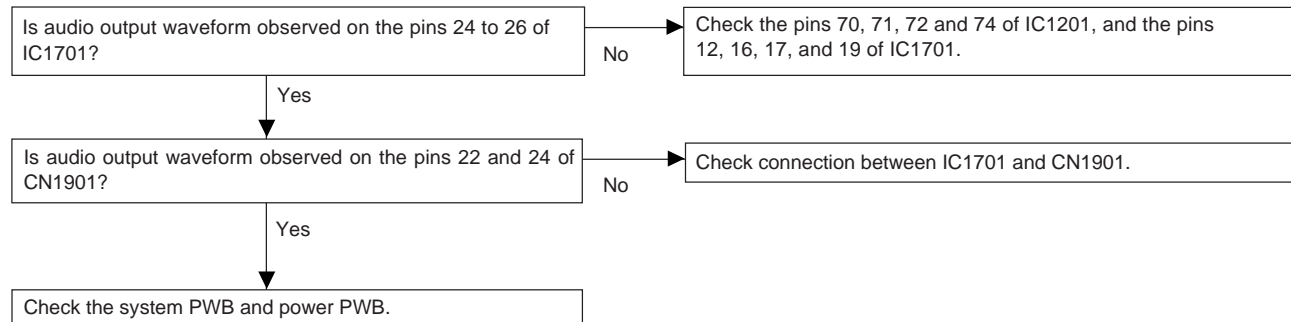 Is audio output waveform observed on the pins 24 to 26 of
IC1701?
No
Check the pins 70, 71, 72 and 74 of IC1201, and the pins
12, 16, 17, and 19 of IC1701.
Yes
Is audio output waveform observed on the pins 22 and 24 of
CN1901?
No
Check connection between IC1701 and CN1901.
Yes
Check the system PWB and power PWB.